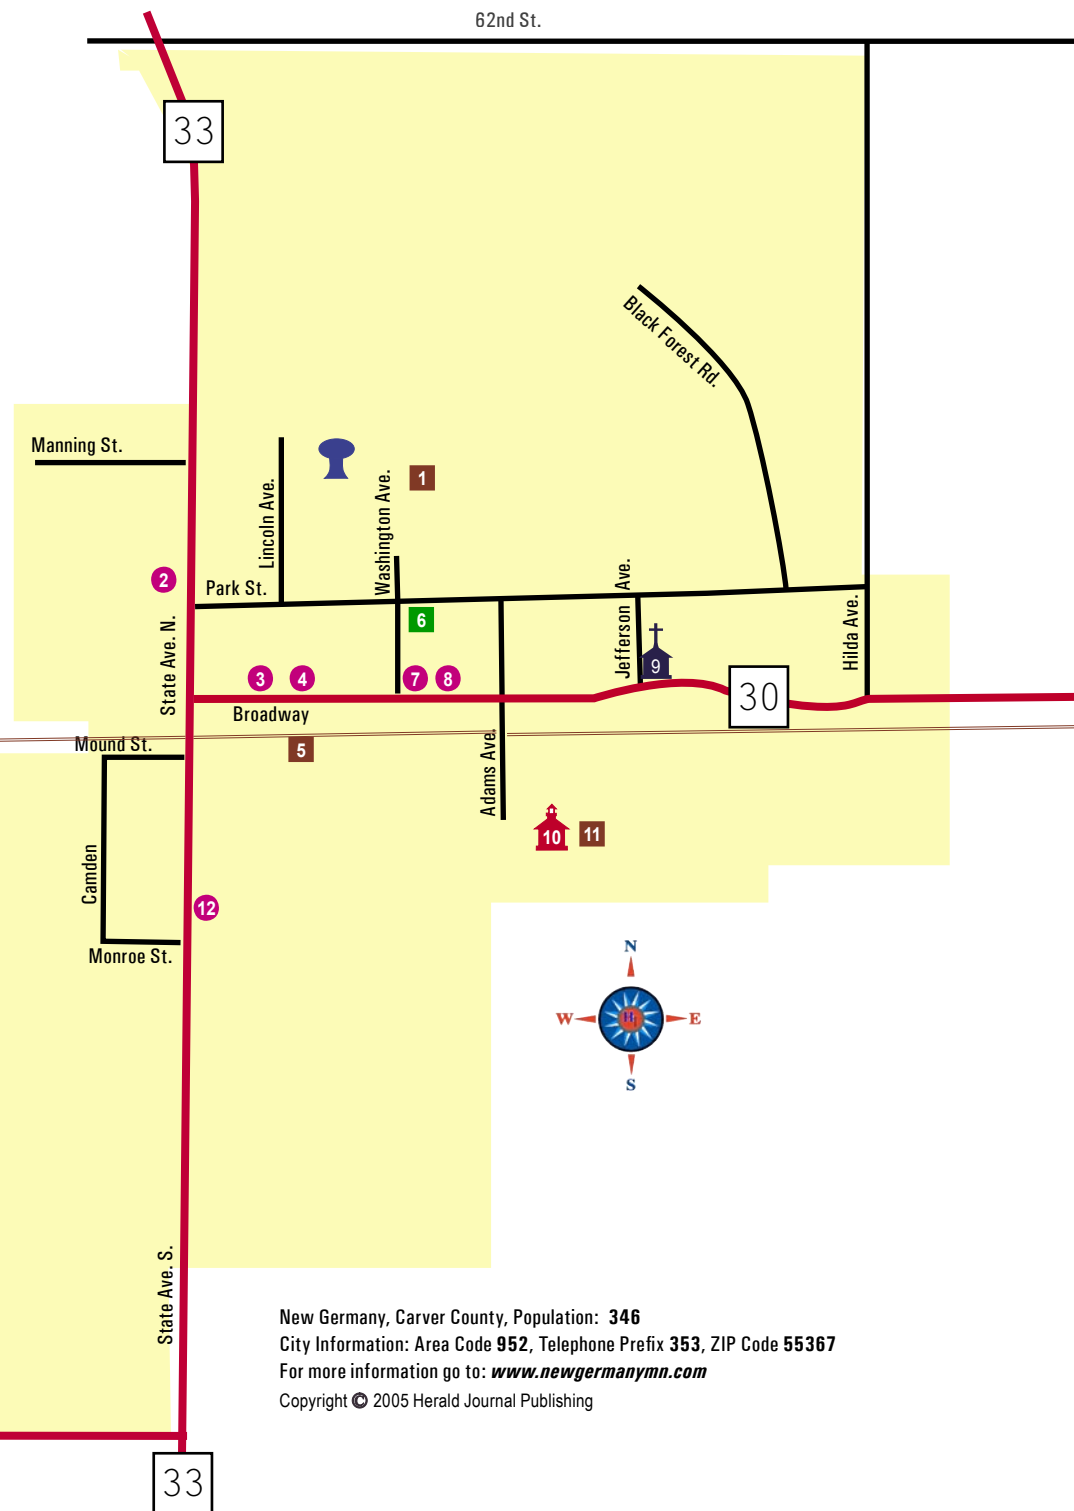 62nd St.
33
Black Forest Rd.
Manning St.
Lincoln Ave.
Washington Ave.
1
2
Park St.
Jefferson Ave.
Hilda Ave.
6
State Ave. N.
3
4
7
8
9
30
Broadway
Mound St.
5
Adams Ave.
10
11
Camden
12
Monroe St.
N
W
HJ
E
S
State Ave. S.
New Germany, Carver County, Population: 346
City Information: Area Code 952, Telephone Prefix 353, ZIP Code 55367
For more information go to: www.newgermanymn.com
Copyright © 2005 Herald Journal Publishing
33